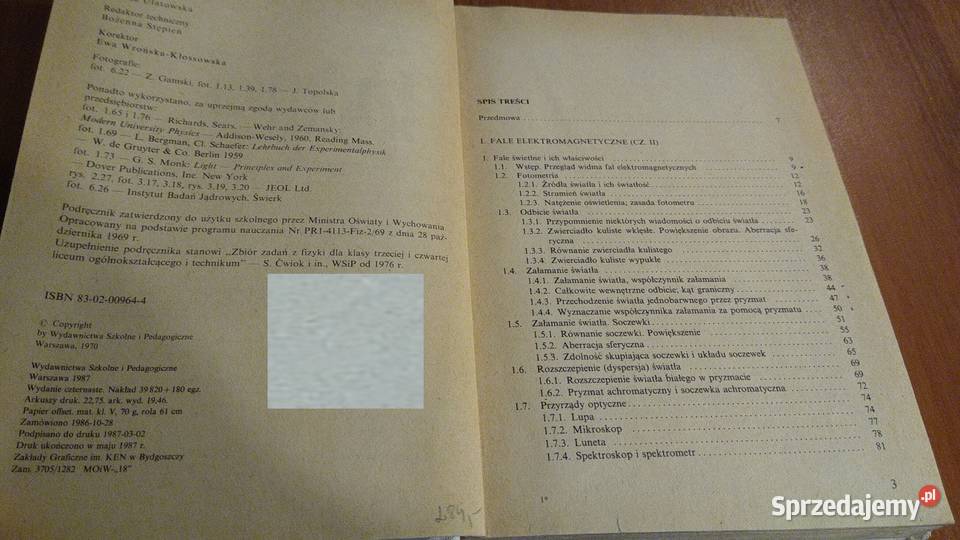 Ulatowska
Redaktor techniczny
Bożenna Stępień
Korektor
Ewa Wrońska-Kłossowska
Fotografie:
fot. 6.22 — Z. Gamski, fot. 1.13, 1.39, 1.78 — J. Topolska
Ponadto wykorzystano, za uprzejmą zgodą wydawców lub
przedsiębiorstw:
fot. 1.65 i 1.76 — Richards, Sears, — Wehr and Zemansky:
Modern University Physics — Addison-Wesely, 1960, Reading Mass.
fot. 1.69 — L. Bergman, Cl. Schaefer: Lehrbuch der Experimentalphysik
— W. de Gruyter & Co. Berlin 1959
fot. 1.73 — G. S. Monk: Light — Principles and Experiment
— Dover Publications, Inc. New York
rys. 2.27, fot. 3.17, 3.18, rys. 3.19, 3.20 — JEOL Ltd.
fot. 6.26 — Instytut Badań Jądrowych, Świerk
Podręcznik zatwierdzony do użytku szkolnego przez Ministra Oświaty i Wychowania.
Opracowany na podstawie programu nauczania Nr PR1-4113-Fiz-2/69 z dnia 28 paź-
dziernika 1969 r.
Uzupełnienie podręcznika stanowi „Zbiór zadań z fizyki dla klasy trzeciej i czwartej
liceum ogólnokształcącego i technikum" — S. Ćwiok i in., WSiP od 1976 r.
ISBN 83-02-00964-4
© Copyright
by Wydawnictwa Szkolne i Pedagogiczne
Warszawa, 1970
Wydawnictwa Szkolne i Pedagogiczne
Warszawa 1987
Wydanie czternaste. Nakład 39 820 + 180 egz.
Arkuszy druk. 22,75. ark. wyd. 19,46.
Papier offset. mat. kl. V, 70 g, rola 61 cm
Zamówiono 1986-10-28
Podpisano do druku 1987-03-02
Druk ukończono w maju 1987 r.
Zakłady Graficzne im. KEN w Bydgoszczy
Zam. 3705/1282 MOiW-„18"
284,-
SPIS TREŚCI
Przedmowa 7
I. FALE ELEKTROMAGNETYCZNE (CZ. II)
1. Fale świetlne i ich właściwości 9
1.1. Wstęp. Przegląd widma fal elektromagnetycznych 9
1.2. Fotometria 12
1.2.1. Źródła światła i ich światłość 12
1.2.2. Strumień światła 16
1.2.3. Natężenie oświetlenia; zasada fotometru 18
1.3. Odbicie światła 23
1.3.1. Przypomnienie niektórych wiadomości o odbiciu światła 23
1.3.2. Zwierciadło kuliste wklęsłe. Powiększenie obrazu. Aberracja sfe-
ryczna 26
1.3.3. Równanie zwierciadła kulistego 32
1.3.4. Zwierciadło kuliste wypukłe 36
1.4. Załamanie światła 38
1.4.1. Załamanie światła, współczynnik załamania 38
1.4.2. Całkowite wewnętrzne odbicie; kąt graniczny 44
1.4.3. Przechodzenie światła jednobarwnego przez pryzmat 47
1.4.4. Wyznaczanie współczynnika załamania za pomocą pryzmatu 50
1.5. Załamanie światła. Soczewki 51
1.5.1. Równanie soczewki. Powiększenie 55
1.5.2. Aberracja sferyczna 63
1.5.3. Zdolność skupiająca soczewki i układu soczewek 65
1.6. Rozszczepienie (dyspersja) światła 69
1.6.1. Rozszczepienie światła białego w pryzmacie 69
1.6.2. Pryzmat achromatyczny i soczewka achromatyczna 72
1.7. Przyrządy optyczne 74
1.7.1. Lupa 74
1.7.2. Mikroskop 77
1.7.3. Luneta 78
1.7.4. Spektroskop i spektrometr 81
3
1*
Sprzedajemy.pl